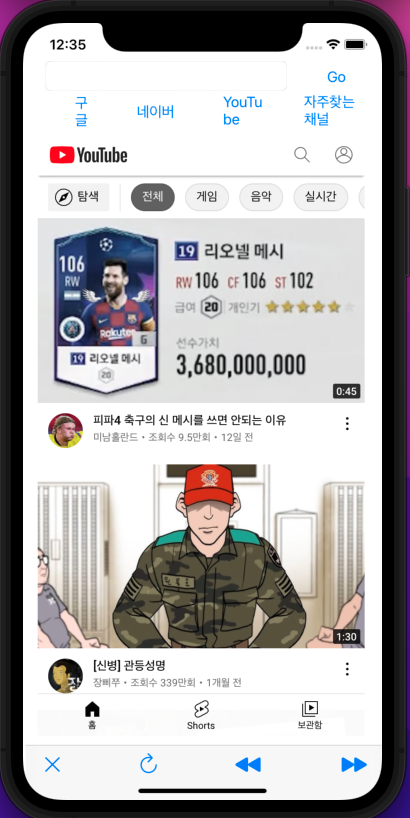 12:35
Go
구글
네이버
YouTube
자주찾는 채널
YouTube
탐색
전체
게임
음악
실시간
106
RW
19 리오넬 메시
RW 106 CF 106 ST 102
급여 20 개인기
선수가치
3,680,000,000
Rakuten
G
19 리오넬 메시
20
0:45
피파4 축구의 신 메시를 쓰면 안되는 이유
미남홀란드 • 조회수 9.5만회 • 12일 전
1:30
[신병] 관등성명
장삐쭈 • 조회수 339만회 • 1개월 전
홈
Shorts
보관함